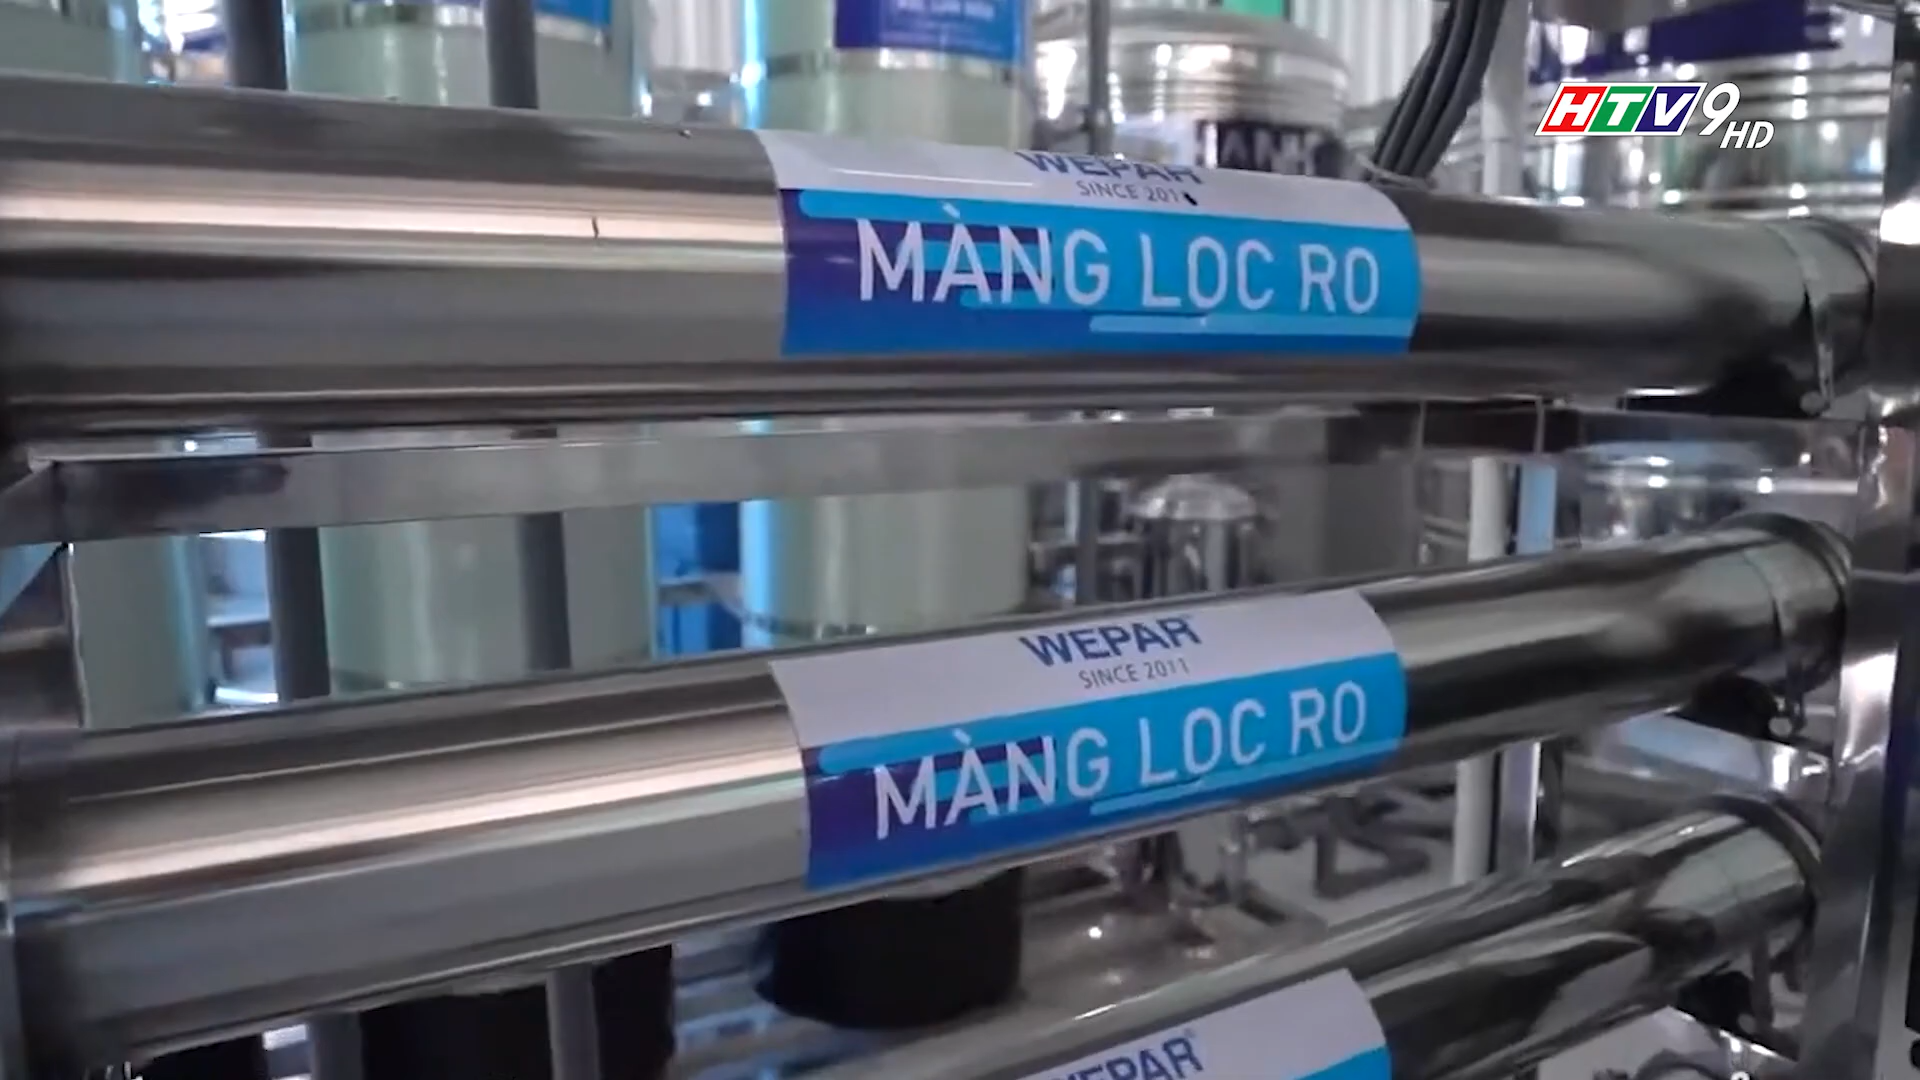 HTV9
HD
WEPAR
SINCE 2011
MÀNG LỌC RO
WEPAR
SINCE 2011
MÀNG LỌC RO
WEPAR